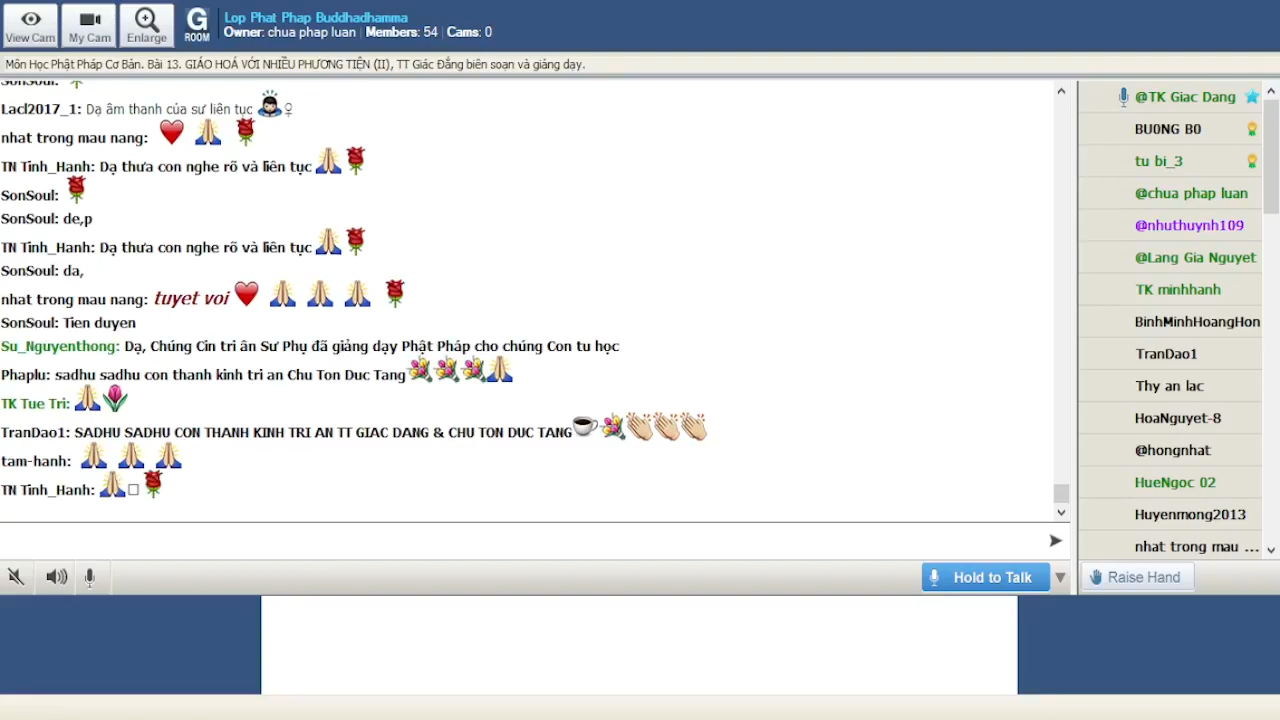 View Cam
My Cam
Enlarge
G
ROOM
Lop Phat Phap Buddhadhamma
Owner: chua phap luan | Members: 54 | Cams: 0
Môn Học Phật Pháp Cơ Bản. Bài 13. GIÁO HOÁ VỚI NHIỀU PHƯƠNG TIỆN (II), TT Giác Đẳng biên soạn và giảng dạy.
SonSoul:
Lacl2017_1: Dạ âm thanh của sư liên tục
nhat trong mau nang:
TN Tinh_Hanh: Dạ thưa con nghe rõ và liên tục
SonSoul:
SonSoul: de,p
TN Tinh_Hanh: Dạ thưa con nghe rõ và liên tục
SonSoul: da,
nhat trong mau nang: tuyet voi
SonSoul: Tien duyen
Su_Nguyenthong: Dạ, Chúng Cin tri ân Sư Phụ đã giảng dạy Phật Pháp cho chúng Con tu học
Phaplu: sadhu sadhu con thanh kinh tri an Chu Ton Duc Tang
TK Tue Tri:
TranDao1: SADHU SADHU CON THANH KINH TRI AN TT GIAC DANG & CHU TON DUC TANG
tam-hanh:
TN Tinh_Hanh:
Hold to Talk
@TK Giac Dang
BU0NG B0
tu bi_3
@chua phap luan
@nhuthuynh109
@Lang Gia Nguyet
TK minhhanh
BinhMinhHoangHon
TranDao1
Thy an lac
HoaNguyet-8
@hongnhat
HueNgoc 02
Huyenmong2013
nhat trong mau ...
Raise Hand